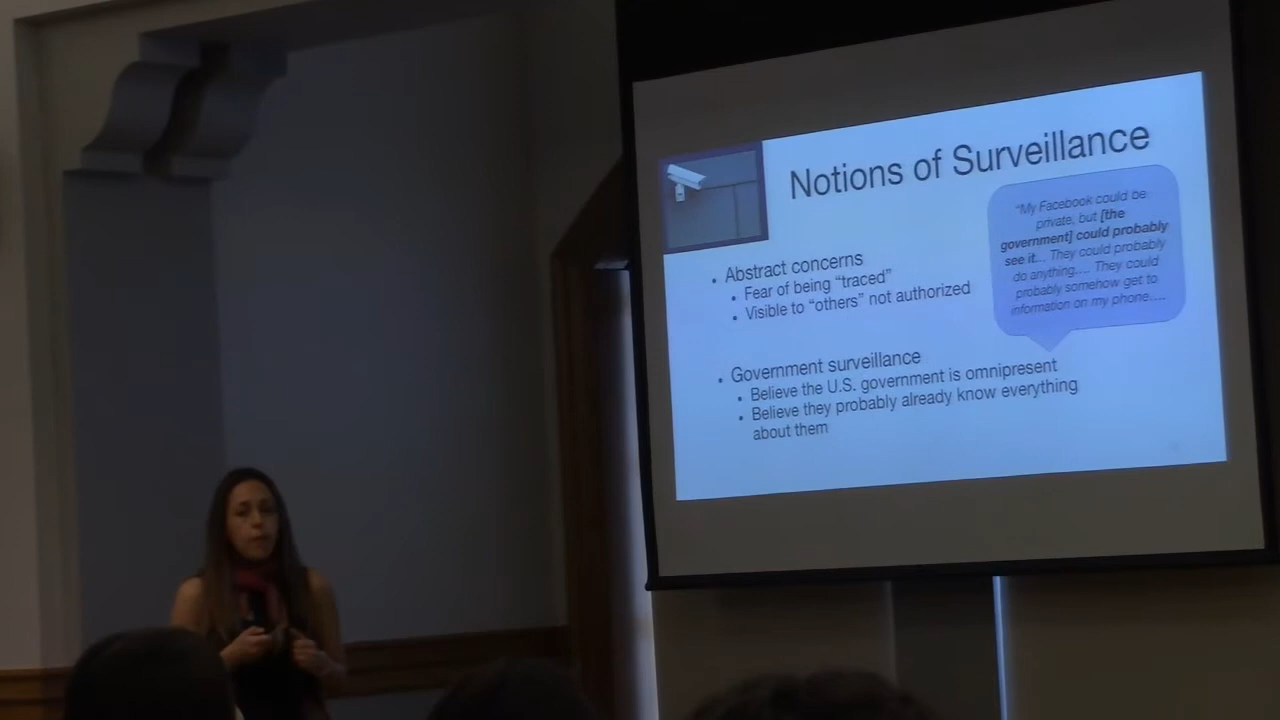 Notions of Surveillance
"My Facebook could be
private, but [the
government] could probably
see it... They could probably
do anything.... They could
probably somehow get to
information on my phone....
• Abstract concerns
• Fear of being "traced"
• Visible to "others" not authorized
• Government surveillance
• Believe the U.S. government is omnipresent
• Believe they probably already know everything
about them